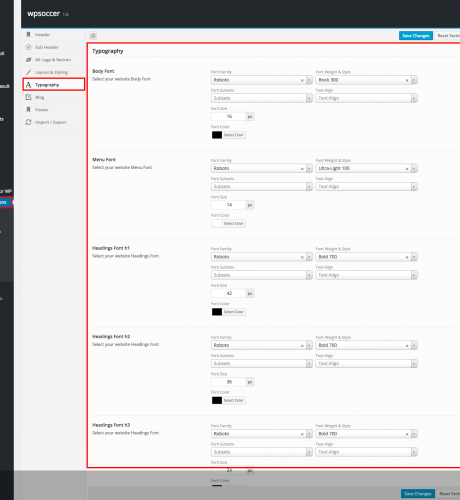 wpsoccer 1.0
Header
Sub Header
All Logo & Favicon
Layout & Styling
Typography
Blog
Footer
Import / Export
or WP
Save Changes
Typography
Body Font
Select your website Body Font
Font Family
Font Weight & Style
Roboto
Book 300
Font Subsets
Text Align
Subsets
Text Align
Font Size
16 px
Font Color
Select Color
Menu Font
Select your website Menu Font
Font Family
Font Weight & Style
Roboto
Ultra-Light 100
Font Subsets
Text Align
Subsets
Text Align
Font Size
14 px
Font Color
Select Color
Headings Font h1
Select your website Headings Font
Font Family
Font Weight & Style
Roboto
Bold 700
Font Subsets
Text Align
Subsets
Text Align
Font Size
42 px
Font Color
Select Color
Headings Font h2
Select your website Headings Font
Font Family
Font Weight & Style
Roboto
Bold 700
Font Subsets
Text Align
Subsets
Text Align
Font Size
36 px
Font Color
Select Color
Headings Font h3
Select your website Headings Font
Font Family
Font Weight & Style
Roboto
Bold 700
Font Subsets
Text Align
Subsets
Text Align
Font Size
24 px
Font Color
Save Changes